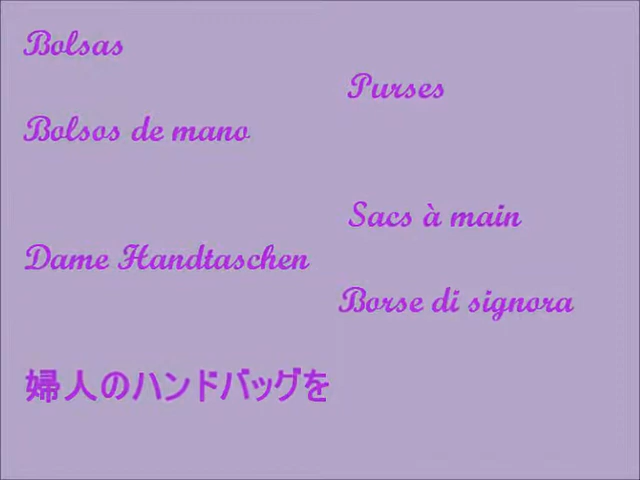 Bolsas
Purses
Bolsos de mano
Sacs à main
Dame Handtaschen
Borse di signora
婦人のハンドバッグを